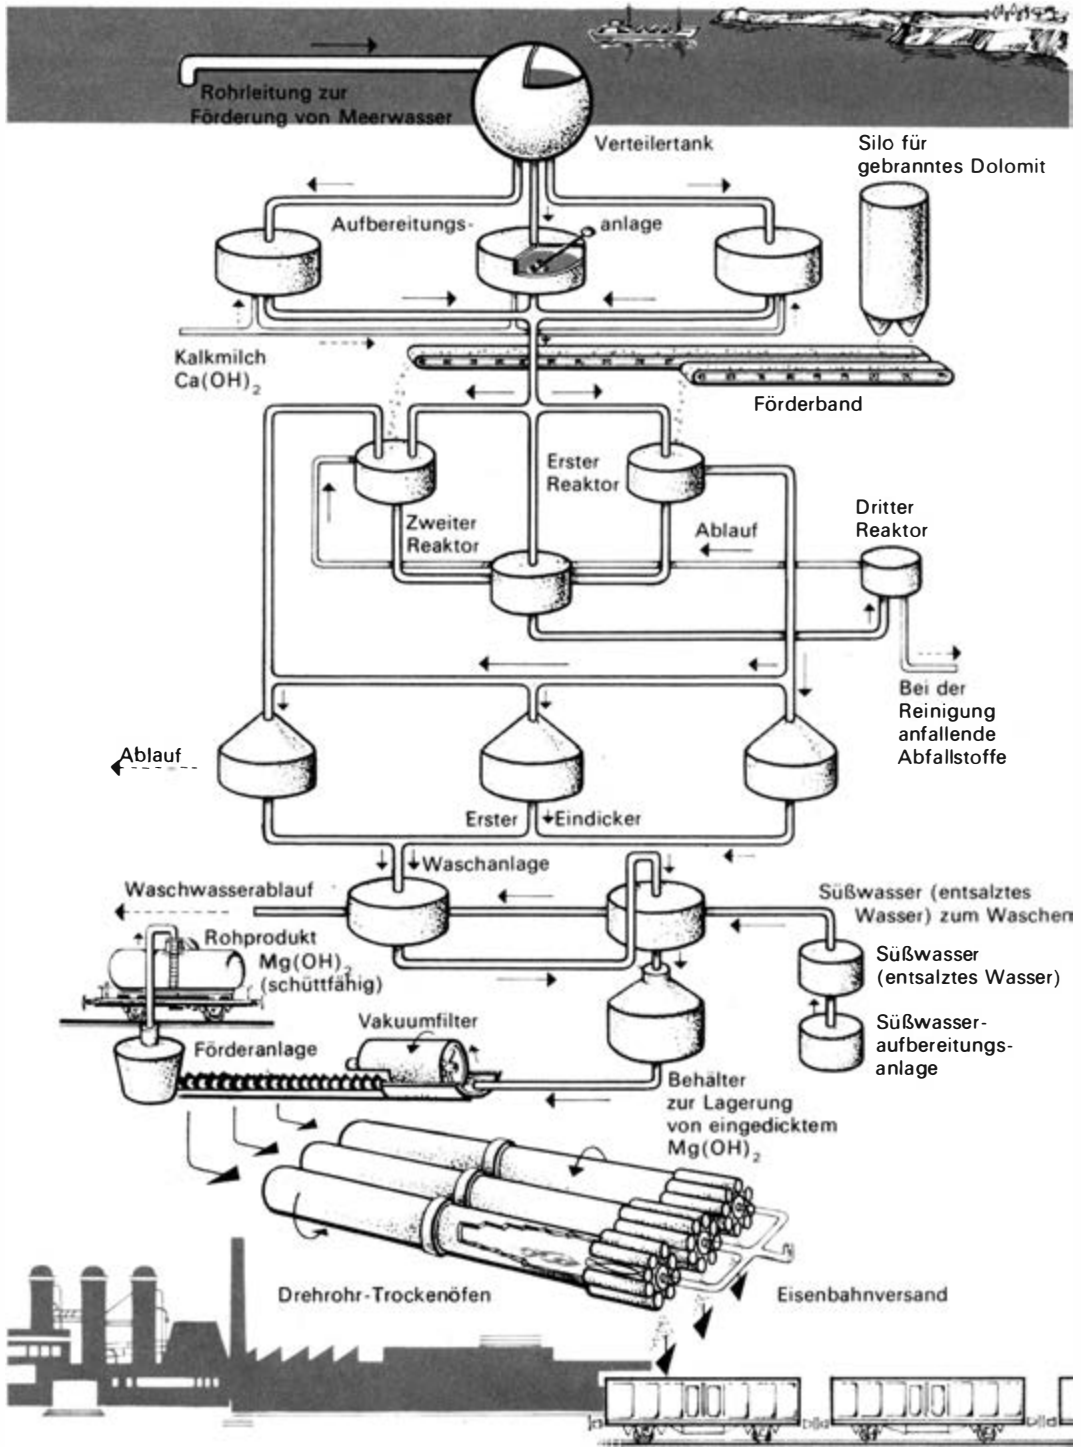 Rohrleitung zur
Förderung von Meerwasser
Verteilertank
Silo für
gebranntes Dolomit
Aufbereitungs-
anlage
Kalkmilch
Ca(OH)₂
Förderband
Erster
Reaktor
Zweiter
Reaktor
Ablauf
Dritter
Reaktor
Bei der
Reinigung
anfallende
Abfallstoffe
Ablauf
Erster Eindicker
Waschanlage
Waschwasserablauf
Süßwasser (entsalztes
Wasser) zum Waschen
Rohprodukt
Mg(OH)₂
(schüttfähig)
Süßwasser
(entsalztes Wasser)
Vakuumfilter
Förderanlage
Süßwasser-
aufbereitungs-
anlage
Behälter
zur Lagerung
von eingedicktem
Mg(OH)₂
Drehrohr-Trockenöfen
Eisenbahnversand